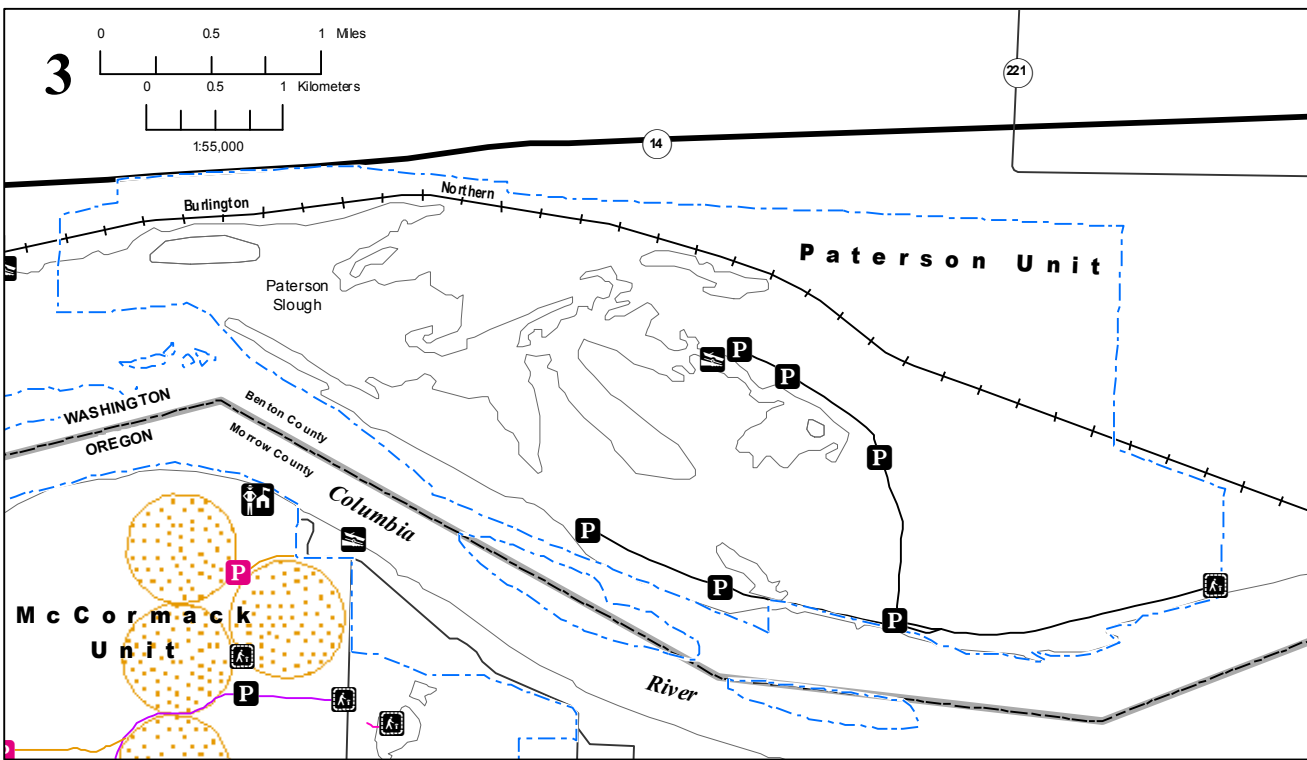 3
0 0.5 1 Miles
0 0.5 1 Kilometers
1:55,000
221
14
Burlington Northern
Paterson Unit
Paterson
Slough
P
P
WASHINGTON
OREGON
Benton County
Morrow County
P
Columbia
P
P
P
P
McCormack
Unit
P
River
P